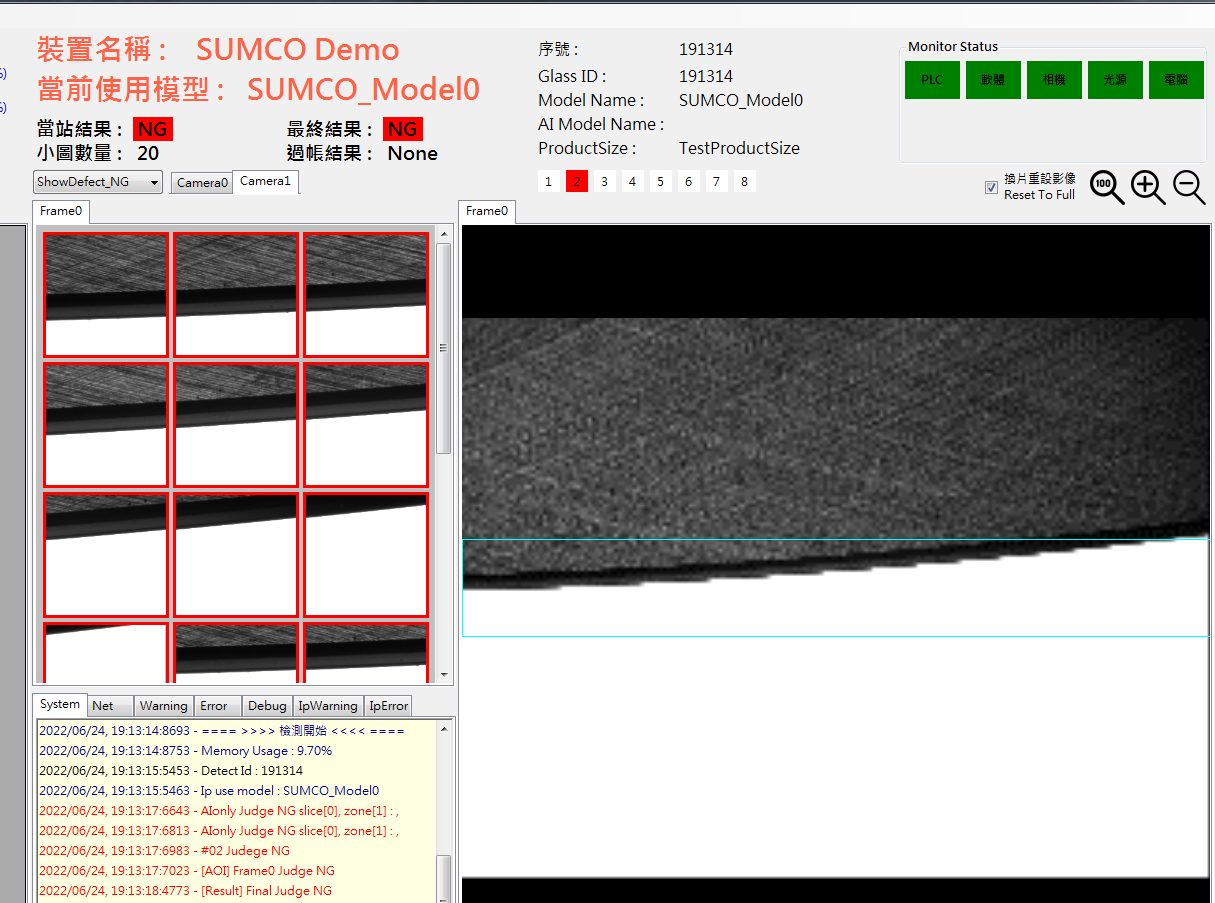 裝置名稱： SUMCO Demo
當前使用模型： SUMCO_Model0
當站結果： NG 最終結果： NG
小圖數量： 20 過帳結果： None
ShowDefect_NG Camera0 Camera1
序號 : 191314
Glass ID : 191314
Model Name : SUMCO_Model0
AI Model Name :
ProductSize : TestProductSize
1 2 3 4 5 6 7 8
Monitor Status
PLC 軟體 相機 光源 電腦
換片重設影像
Reset To Full
100
Frame0
Frame0
System Net Warning Error Debug IpWarning IpError
2022/06/24, 19:13:14:8693 - ==== >>>> 檢測開始 <<<< ====
2022/06/24, 19:13:14:8753 - Memory Usage : 9.70%
2022/06/24, 19:13:15:5453 - Detect Id : 191314
2022/06/24, 19:13:15:5463 - Ip use model : SUMCO_Model0
2022/06/24, 19:13:17:6643 - AIonly Judge NG slice[0], zone[1] : ,
2022/06/24, 19:13:17:6813 - AIonly Judge NG slice[0], zone[1] : ,
2022/06/24, 19:13:17:6983 - #02 Judege NG
2022/06/24, 19:13:17:7023 - [AOI] Frame0 Judge NG
2022/06/24, 19:13:18:4773 - [Result] Final Judge NG